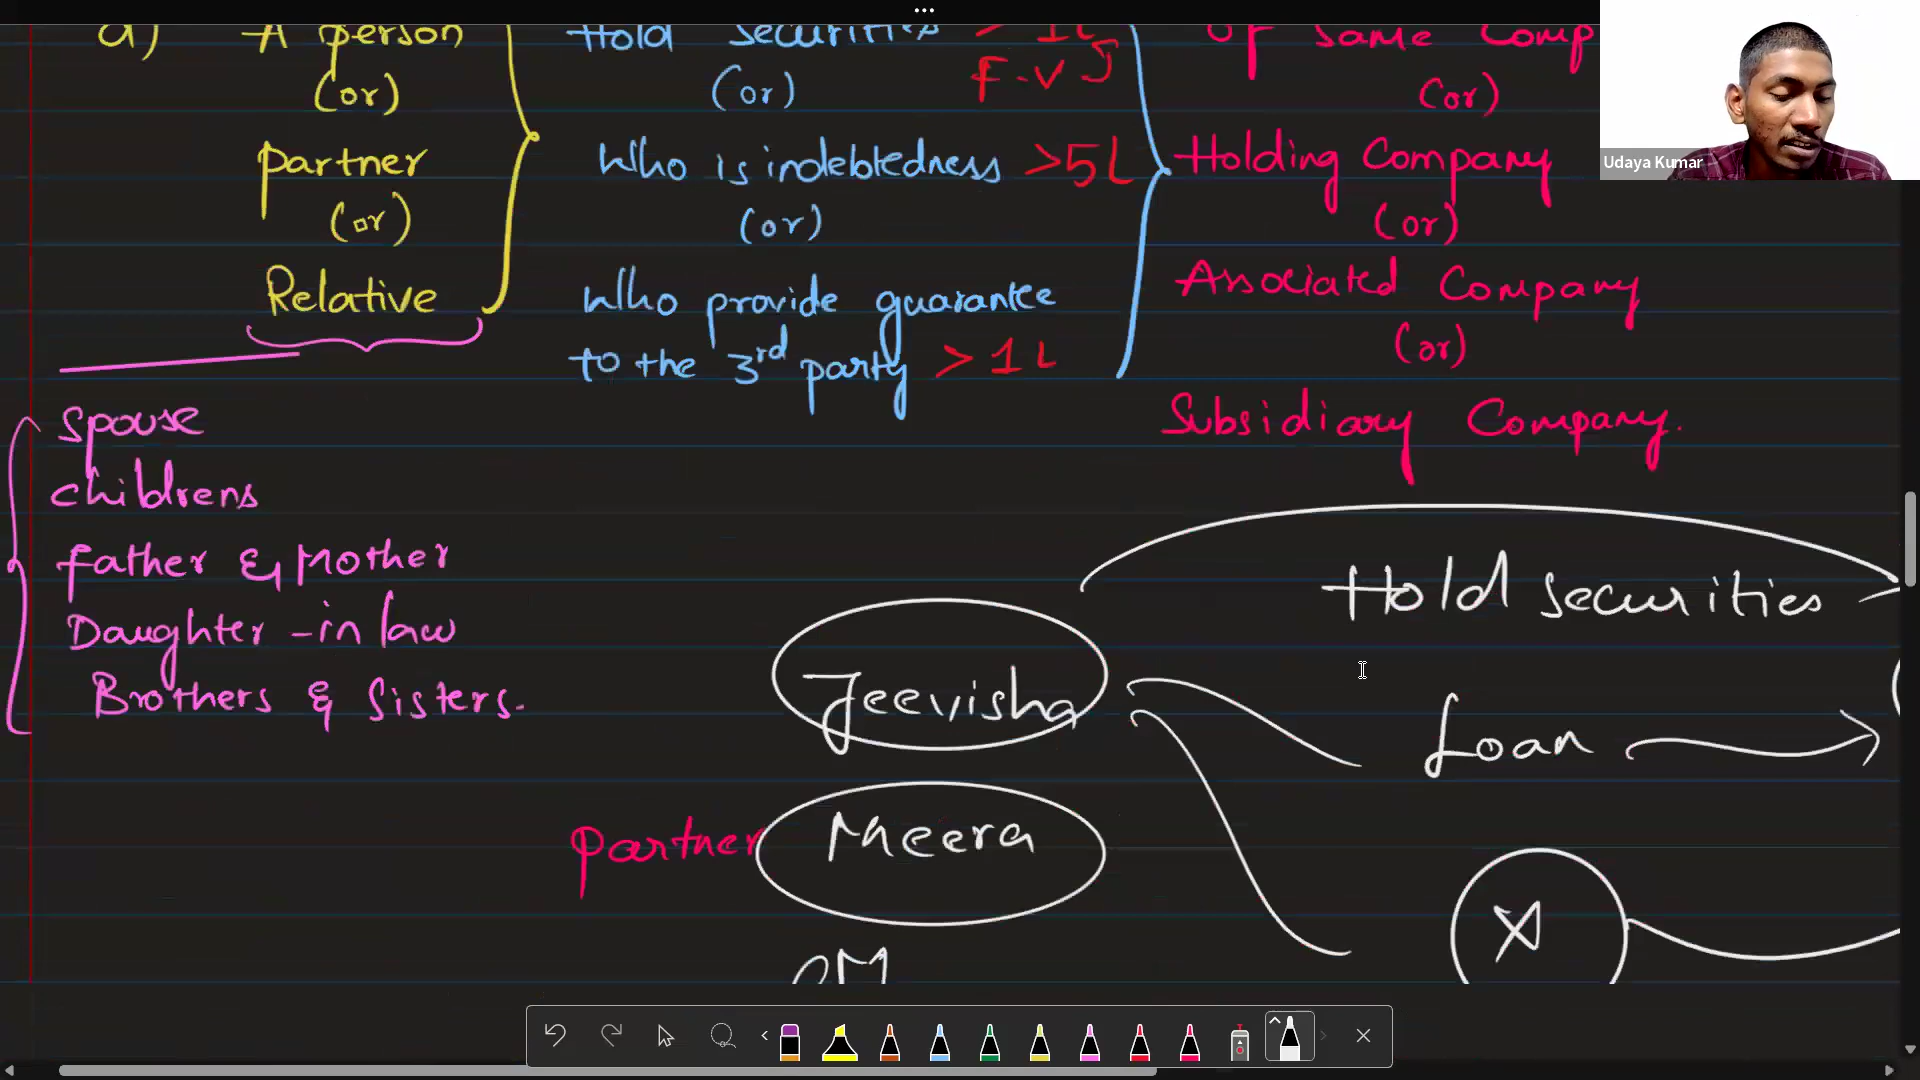 d) A person
(or)
partner
(or)
Relative
Hold securities > 1L
F.V
(or)
Who is indebtedness >5L
(or)
Who provide guarantee
to the 3rd party > 1L
of same Comp
(or)
Holding Company
(or)
Associated Company
(or)
Subsidiary Company.
Udaya Kumar
Spouse
childrens
father & Mother
Daughter -in law
Brothers & Sisters.
Hold securities
Jeevisha
Loan
partner Meera
X